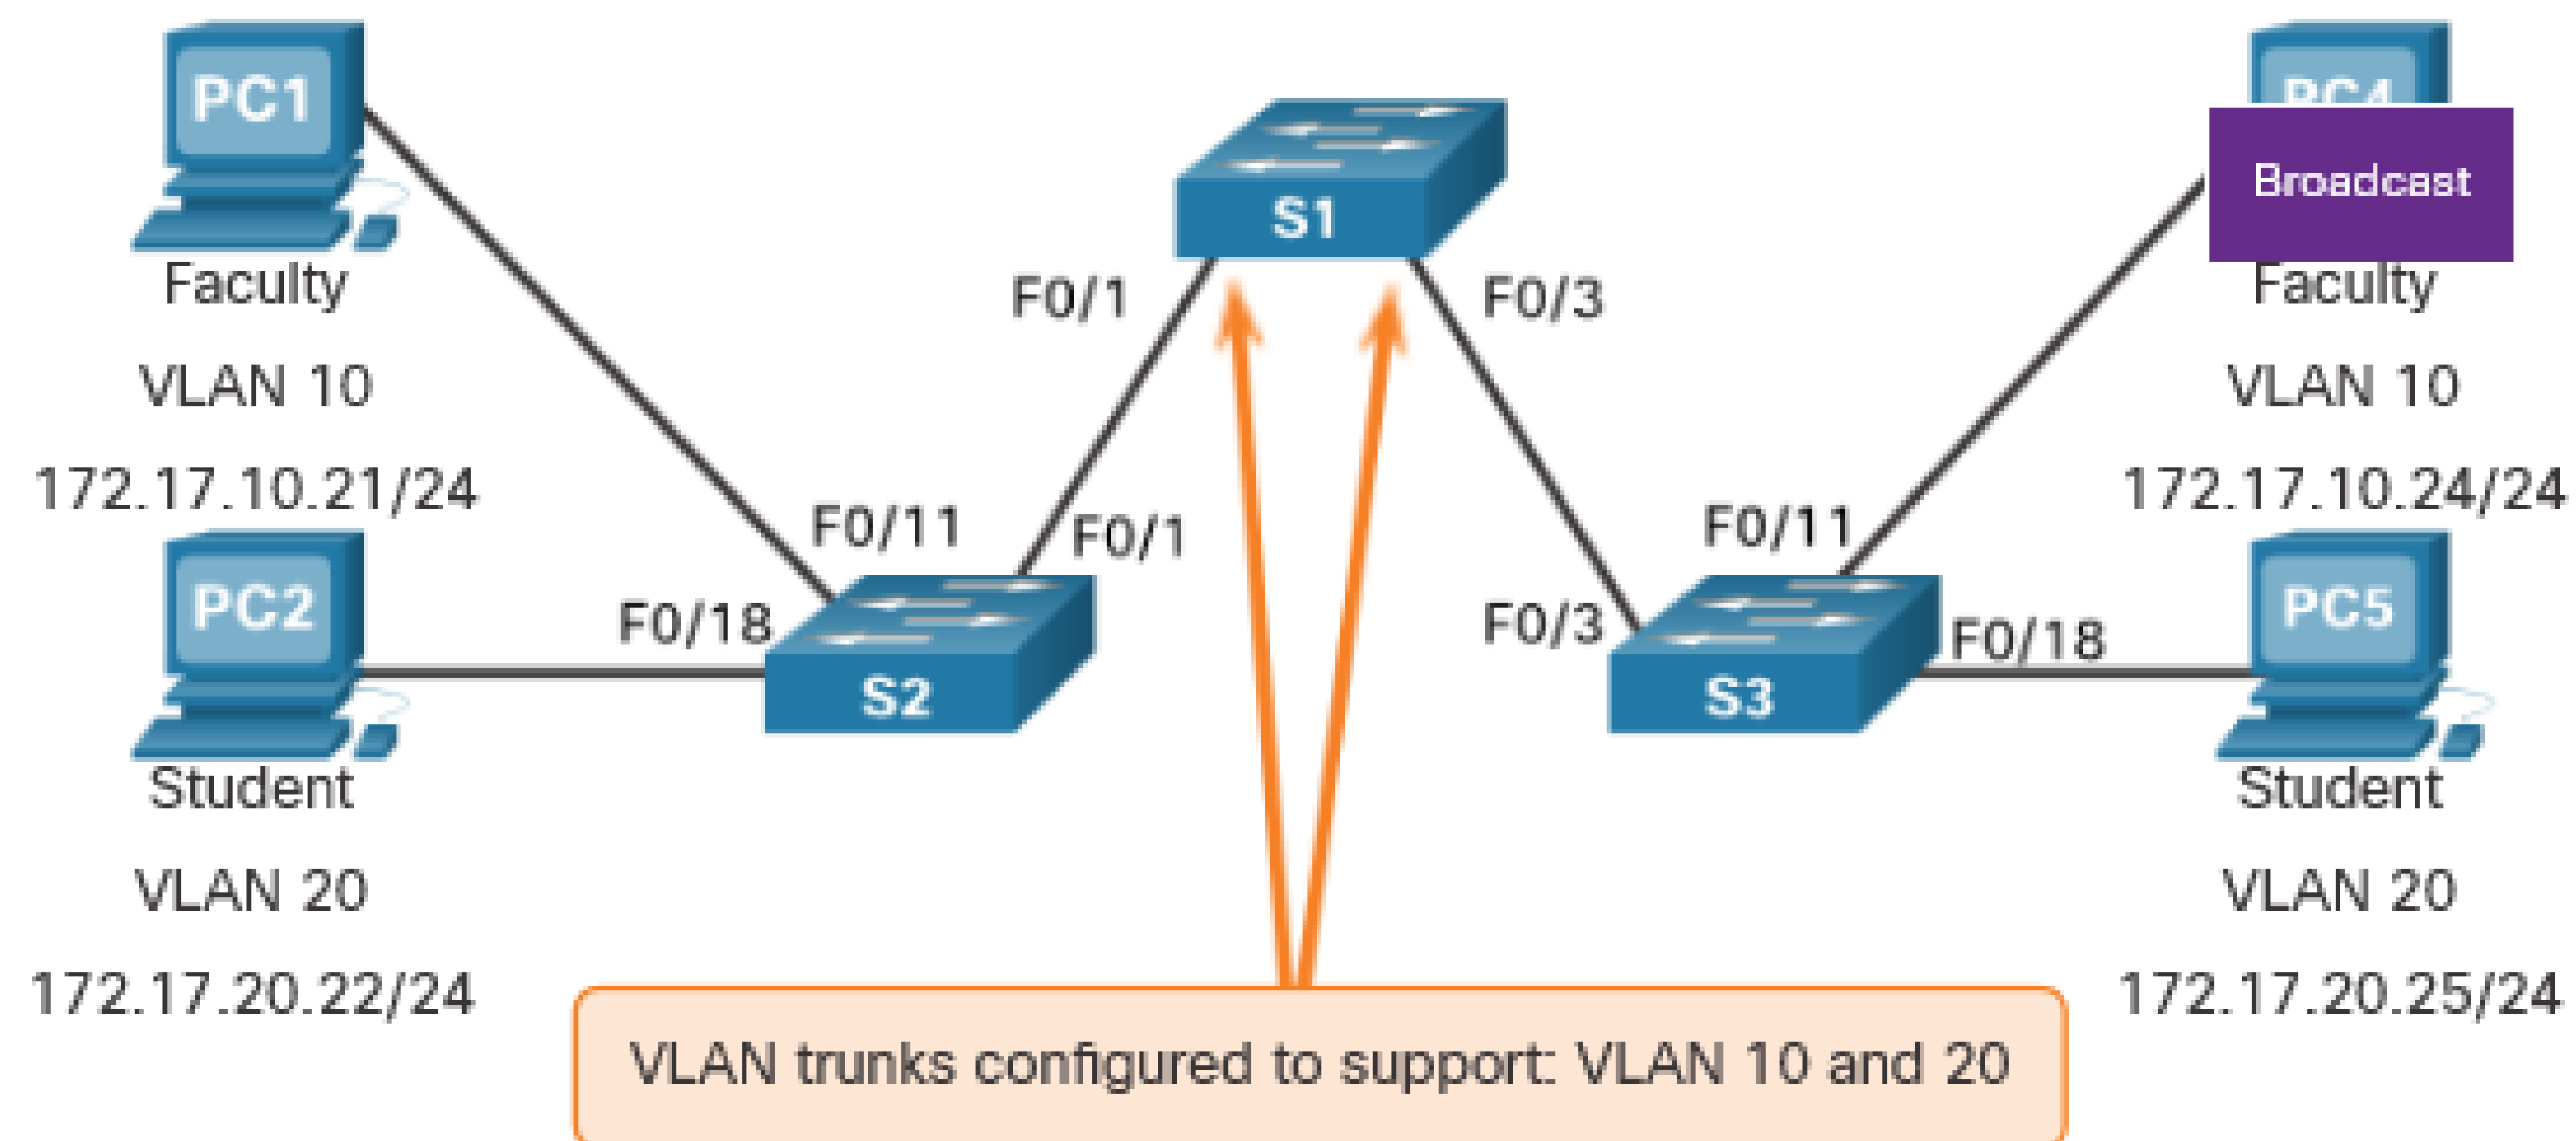 PC1
Faculty
VLAN 10
172.17.10.21/24
PC2
Student
VLAN 20
172.17.20.22/24
F0/11
F0/1
F0/18
S2
S1
F0/1
F0/3
F0/11
F0/3
F0/18
S3
PC4
Broadcast
Faculty
VLAN 10
172.17.10.24/24
PC5
Student
VLAN 20
172.17.20.25/24
VLAN trunks configured to support: VLAN 10 and 20